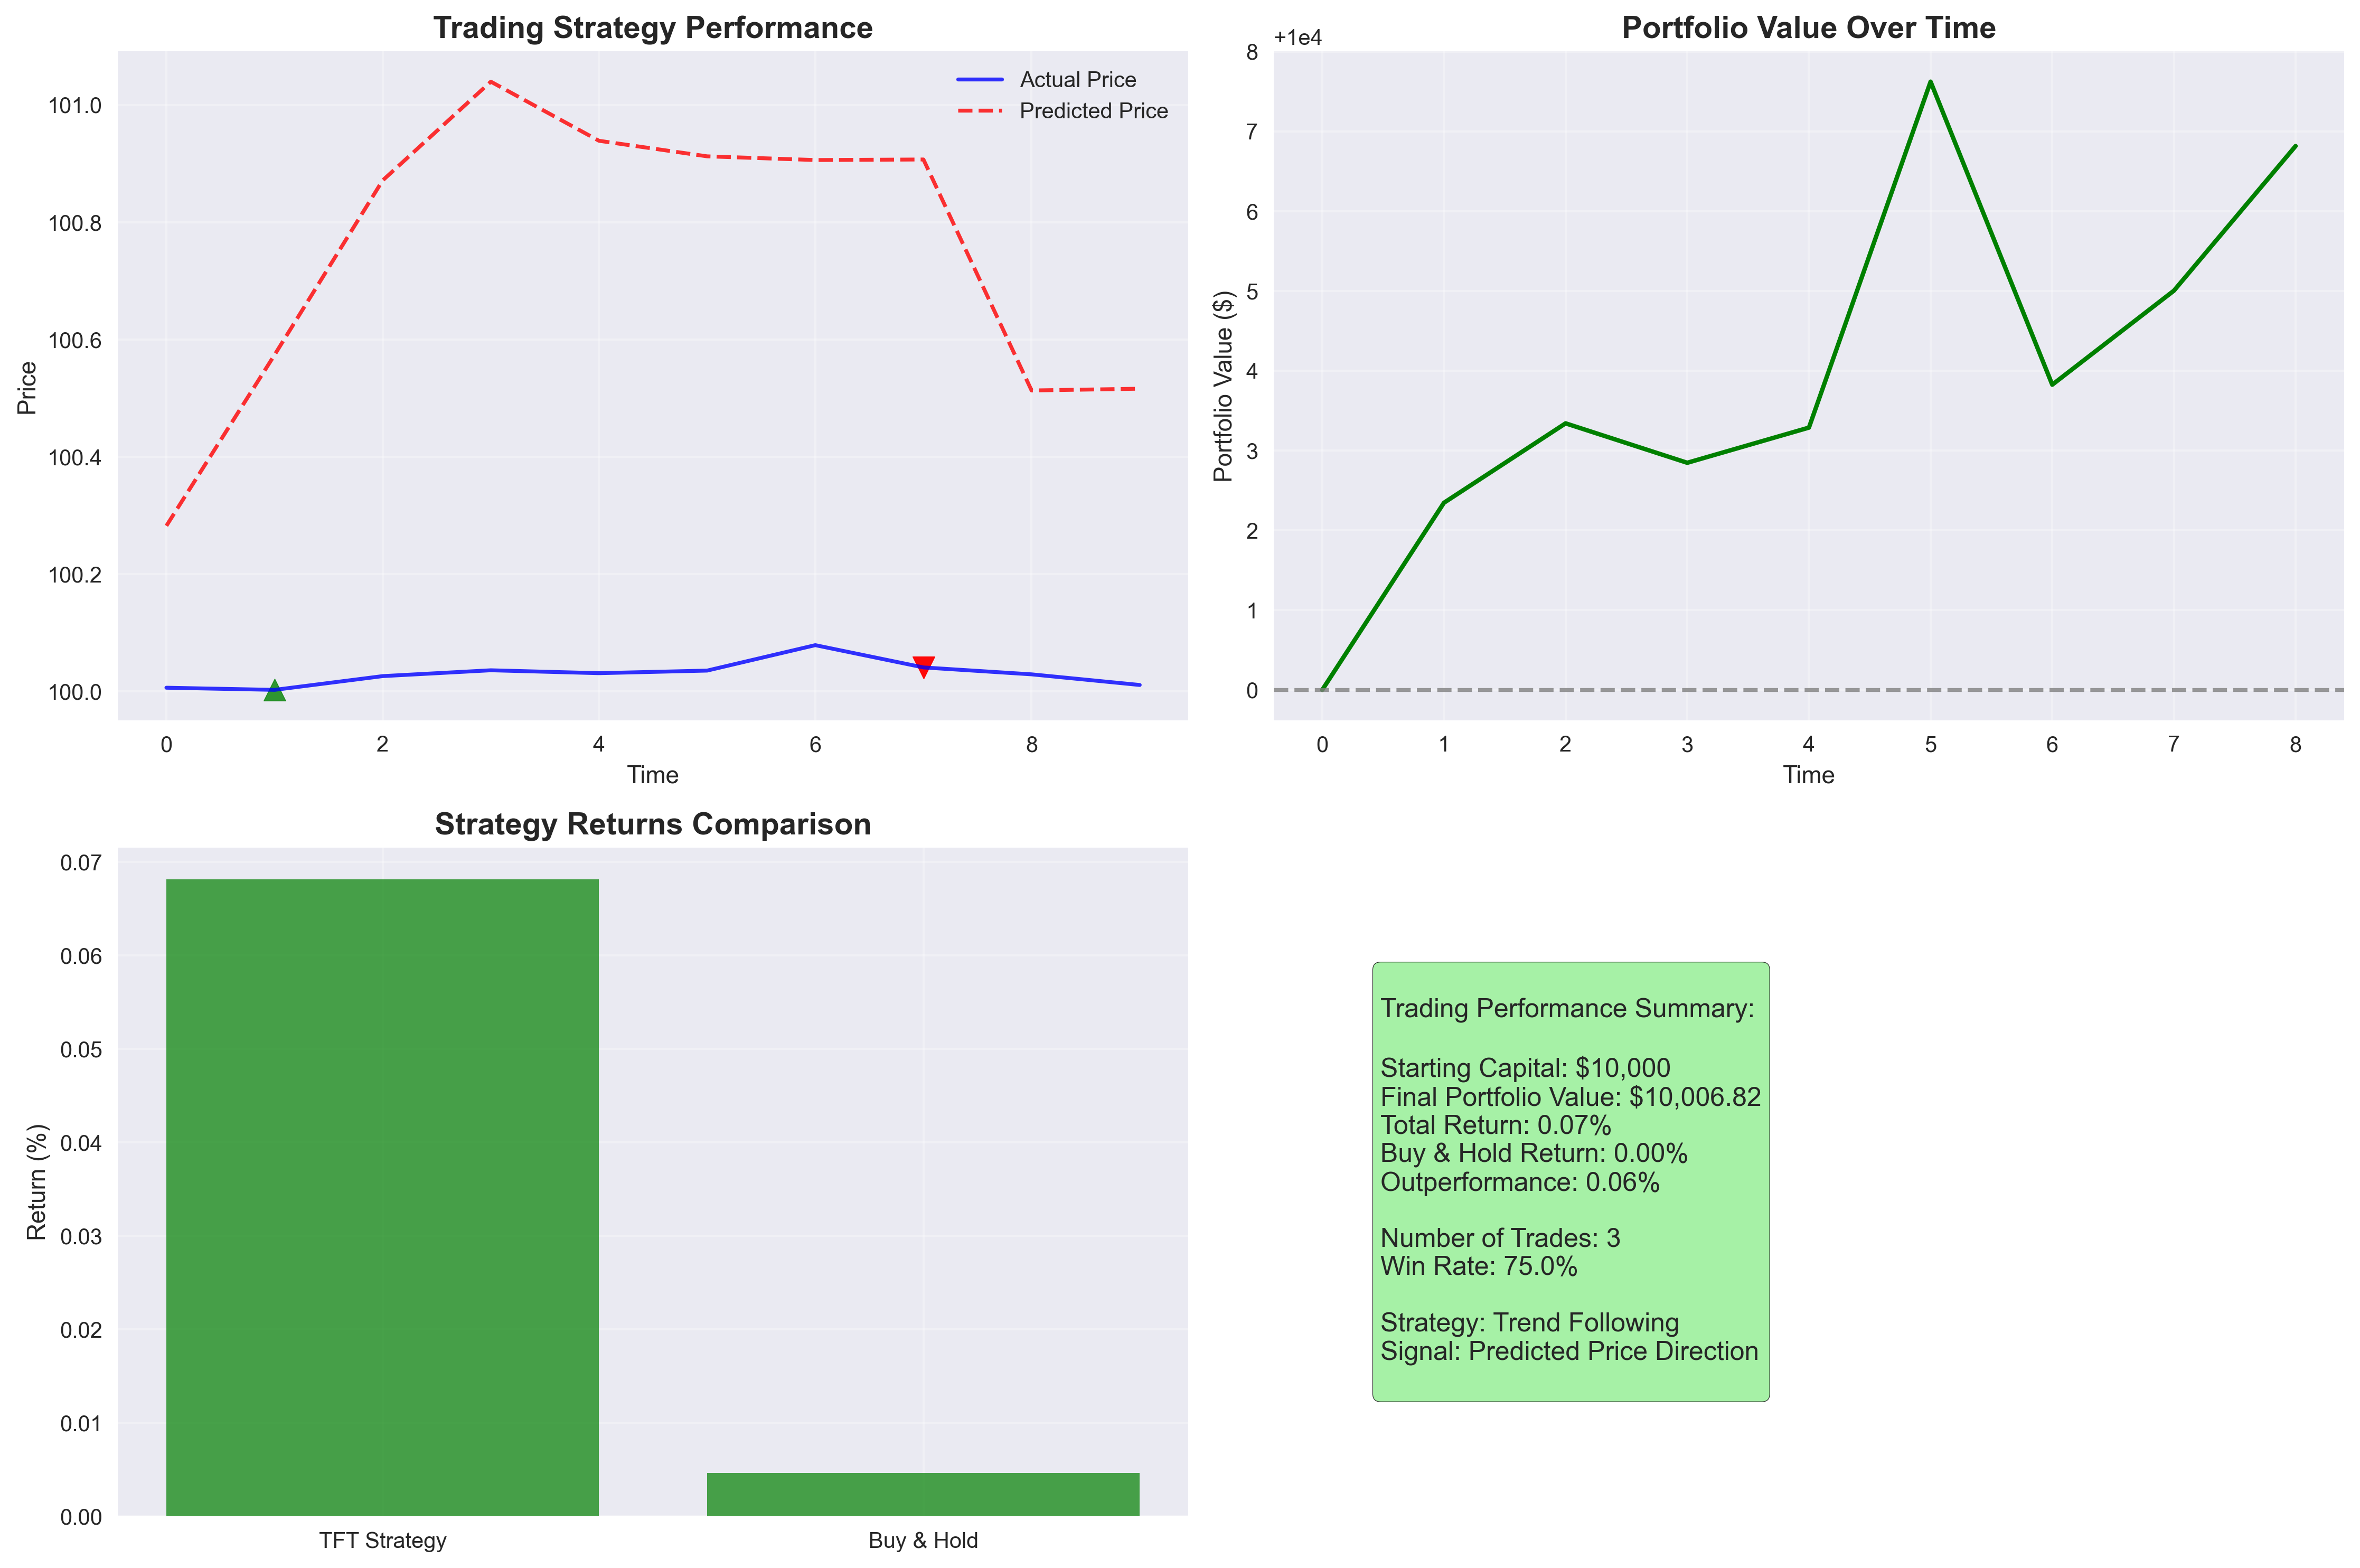 Trading Strategy Performance
Actual Price
Predicted Price
101.0
100.8
100.6
100.4
100.2
100.0
Price
0
2
4
6
8
Time
Portfolio Value Over Time
+1e4
8
7
6
5
4
3
2
1
0
Portfolio Value ($)
0
1
2
3
4
5
6
7
8
Time
Strategy Returns Comparison
0.07
0.06
0.05
0.04
0.03
0.02
0.01
0.00
Return (%)
TFT Strategy
Buy & Hold
Trading Performance Summary:
Starting Capital: $10,000
Final Portfolio Value: $10,006.82
Total Return: 0.07%
Buy & Hold Return: 0.00%
Outperformance: 0.06%
Number of Trades: 3
Win Rate: 75.0%
Strategy: Trend Following
Signal: Predicted Price Direction